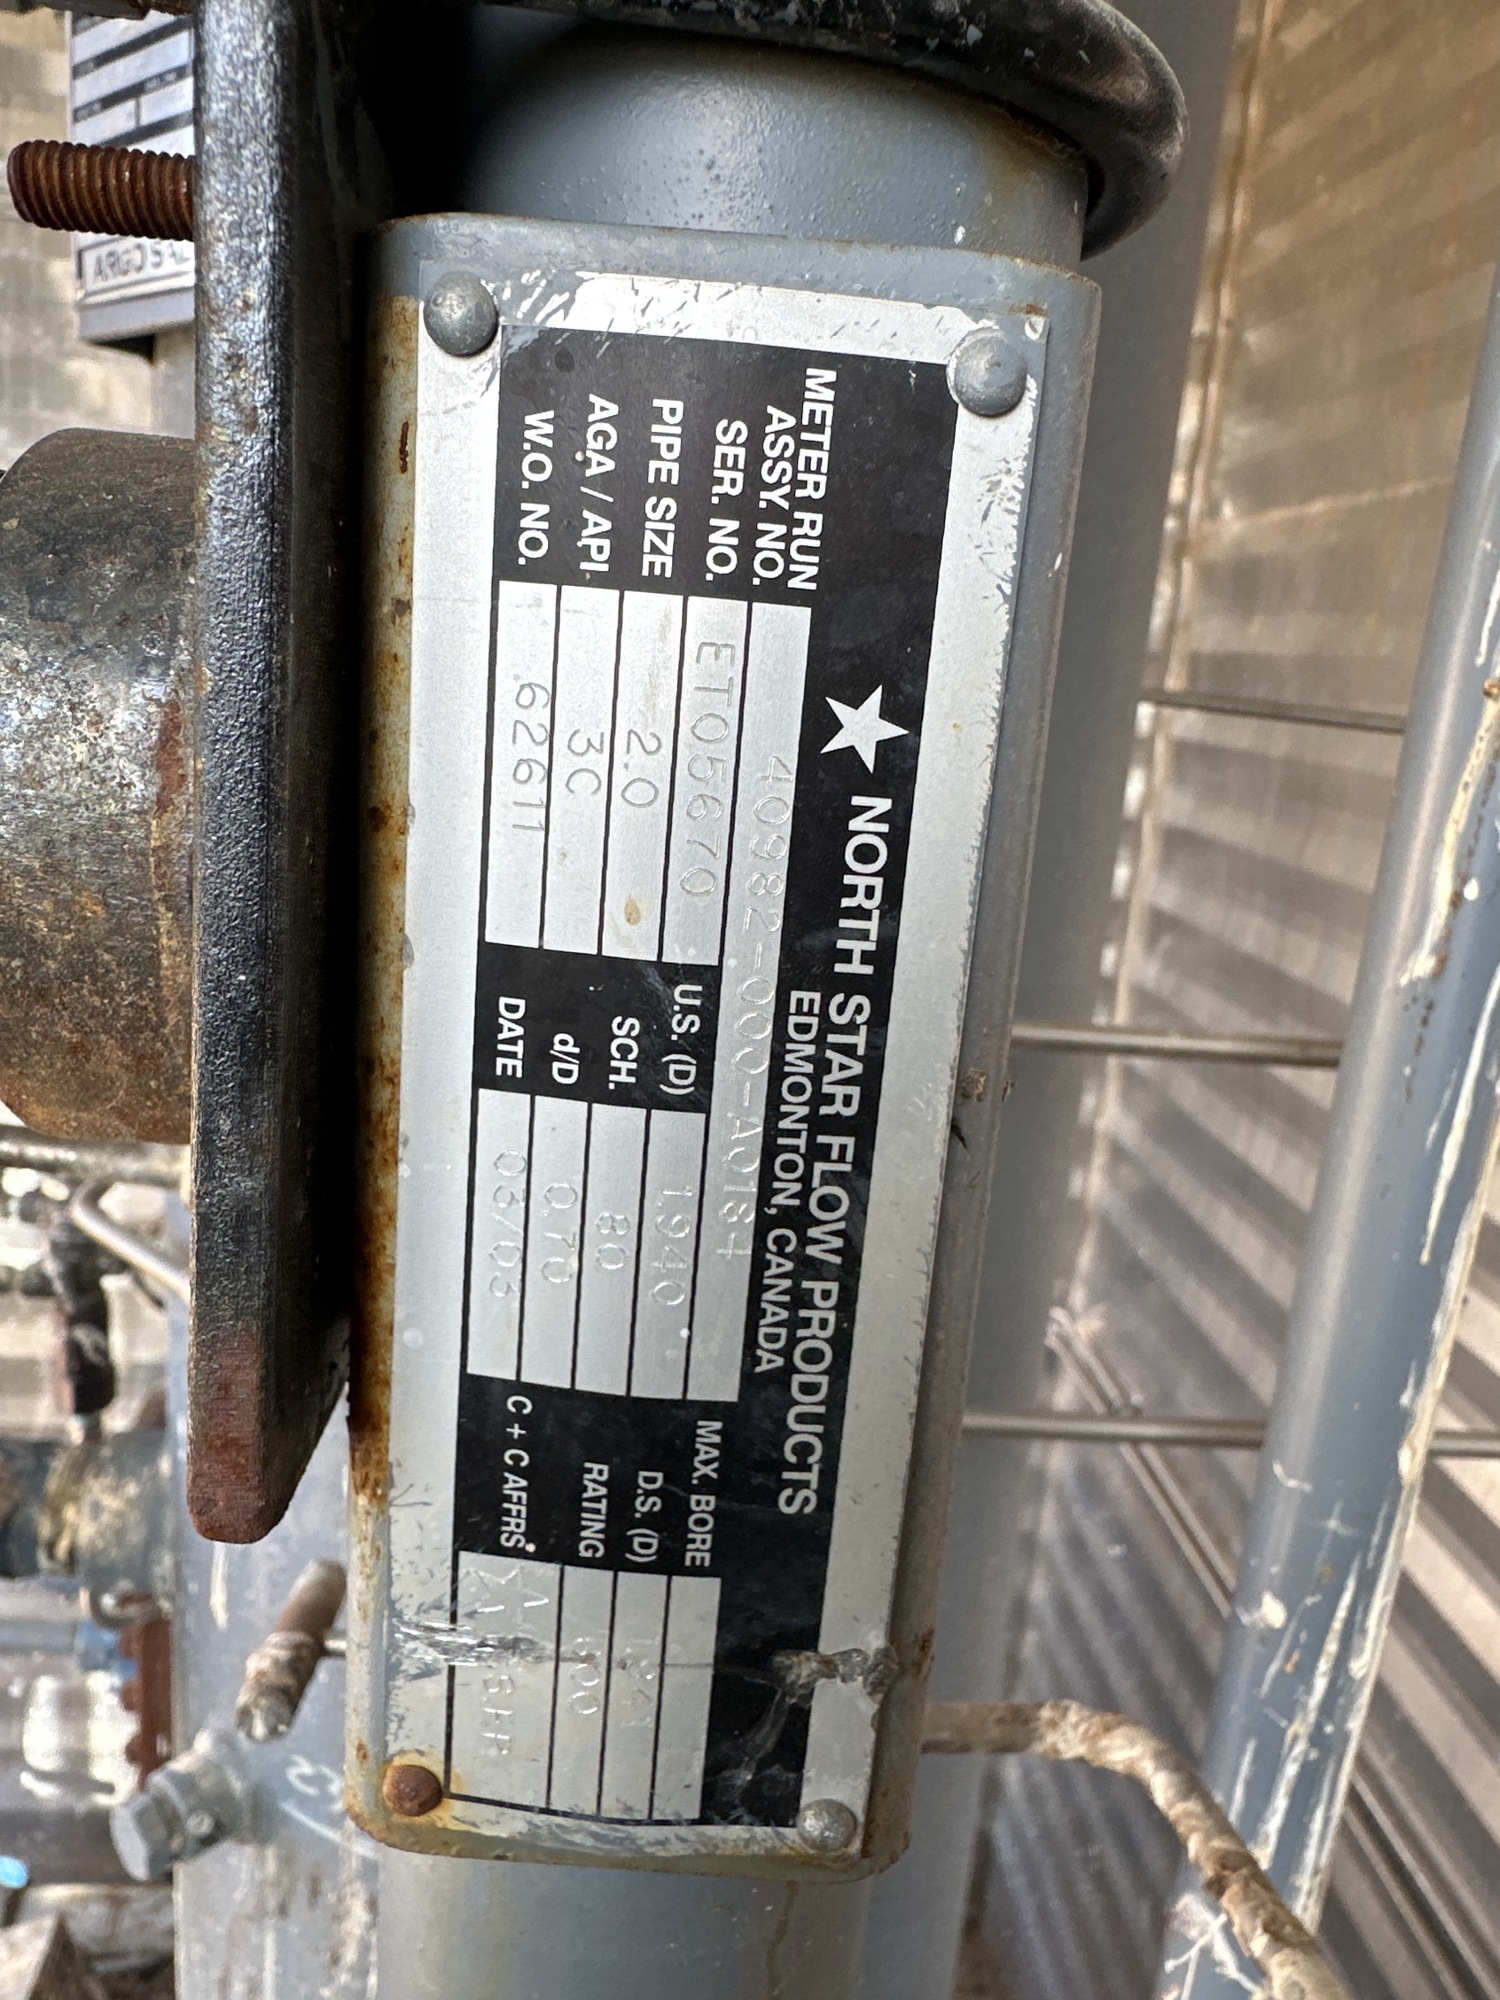 NORTH STAR FLOW PRODUCTS
EDMONTON, CANADA
METER RUN
ASSY. NO. 40982-000-A0184
SER. NO. ET05670 U.S. (D) 1.940 MAX. BORE
PIPE SIZE 2.0 SCH. 80 D.S. (D)
AGA / API 3C d/D 0.70 RATING 600
W.O. NO. 62611 DATE 03/03 C + C AFFRS
ARGO